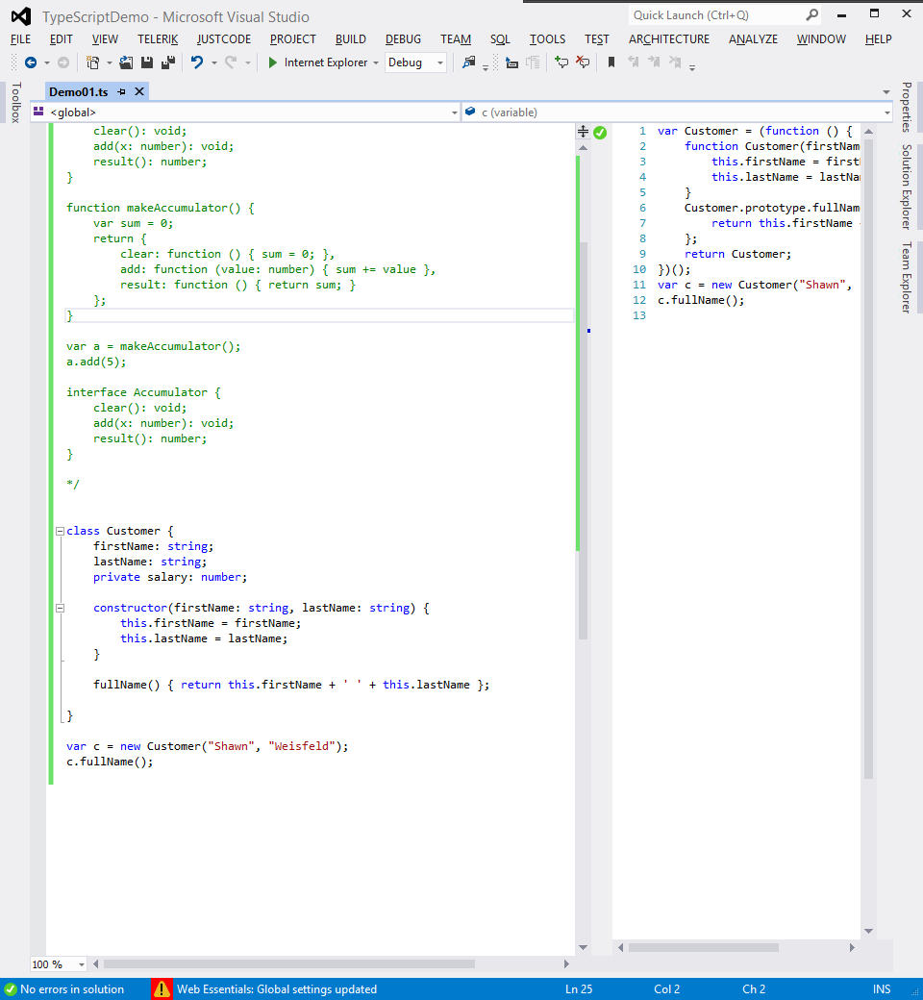 TypeScriptDemo - Microsoft Visual Studio
Quick Launch (Ctrl+Q)
FILE EDIT VIEW TELERIK JUSTCODE PROJECT BUILD DEBUG TEAM SQL TOOLS TEST ARCHITECTURE ANALYZE WINDOW HELP
Internet Explorer Debug
Toolbox
Demo01.ts
<global>
c (variable)
    clear(): void;
    add(x: number): void;
    result(): number;
}
function makeAccumulator() {
    var sum = 0;
    return {
        clear: function () { sum = 0; },
        add: function (value: number) { sum += value },
        result: function () { return sum; }
    };
}
var a = makeAccumulator();
a.add(5);
interface Accumulator {
    clear(): void;
    add(x: number): void;
    result(): number;
}
*/
class Customer {
    firstName: string;
    lastName: string;
    private salary: number;
    constructor(firstName: string, lastName: string) {
        this.firstName = firstName;
        this.lastName = lastName;
    }
    fullName() { return this.firstName + ' ' + this.lastName };
}
var c = new Customer("Shawn", "Weisfeld");
c.fullName();
100 %
1 var Customer = (function () {
2     function Customer(firstNam
3         this.firstName = first
4         this.lastName = lastNa
5     }
6     Customer.prototype.fullNam
7         return this.firstName
8     };
9     return Customer;
10 })();
11 var c = new Customer("Shawn",
12 c.fullName();
13
Properties
Solution Explorer
Team Explorer
No errors in solution
Web Essentials: Global settings updated
Ln 25 Col 2 Ch 2 INS